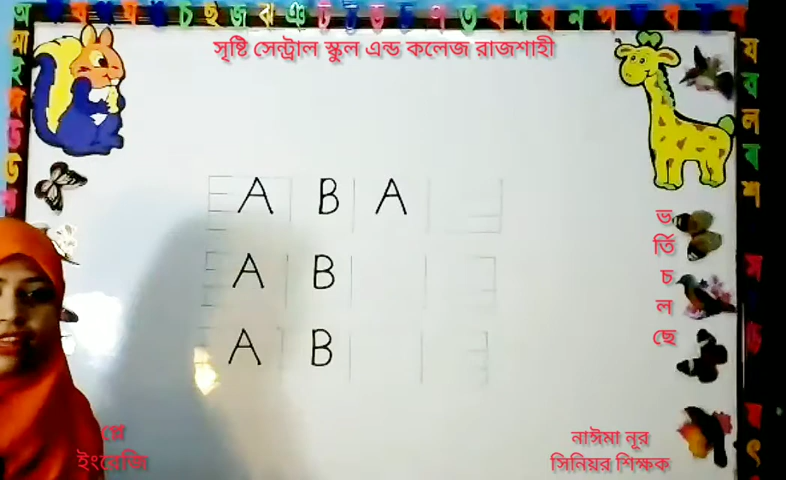 সৃষ্টি সেন্ট্রাল স্কুল এন্ড কলেজ রাজশাহী
A B A
A B
A B
ভ
র্তি
চ
ল
ছে
প্লে
ইংরেজি
নাঈমা নূর
সিনিয়র শিক্ষক